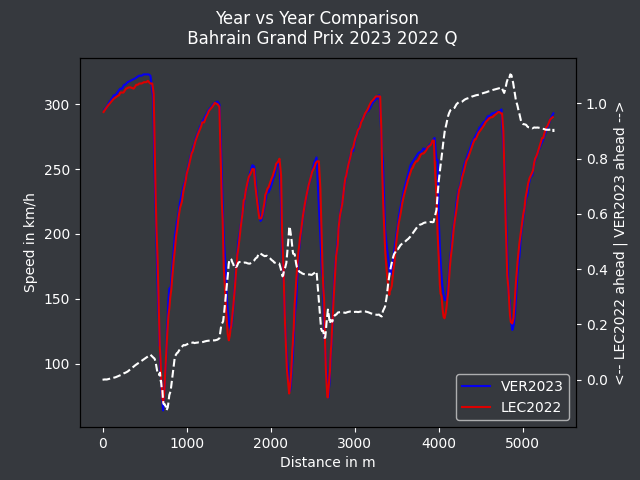 Year vs Year Comparison
Bahrain Grand Prix 2023 2022 Q
Speed in km/h
300
250
200
150
100
0
1000
2000
3000
4000
5000
Distance in m
1.0
0.8
0.6
0.4
0.2
0.0
<-- LEC2022 ahead | VER2023 ahead -->
VER2023
LEC2022